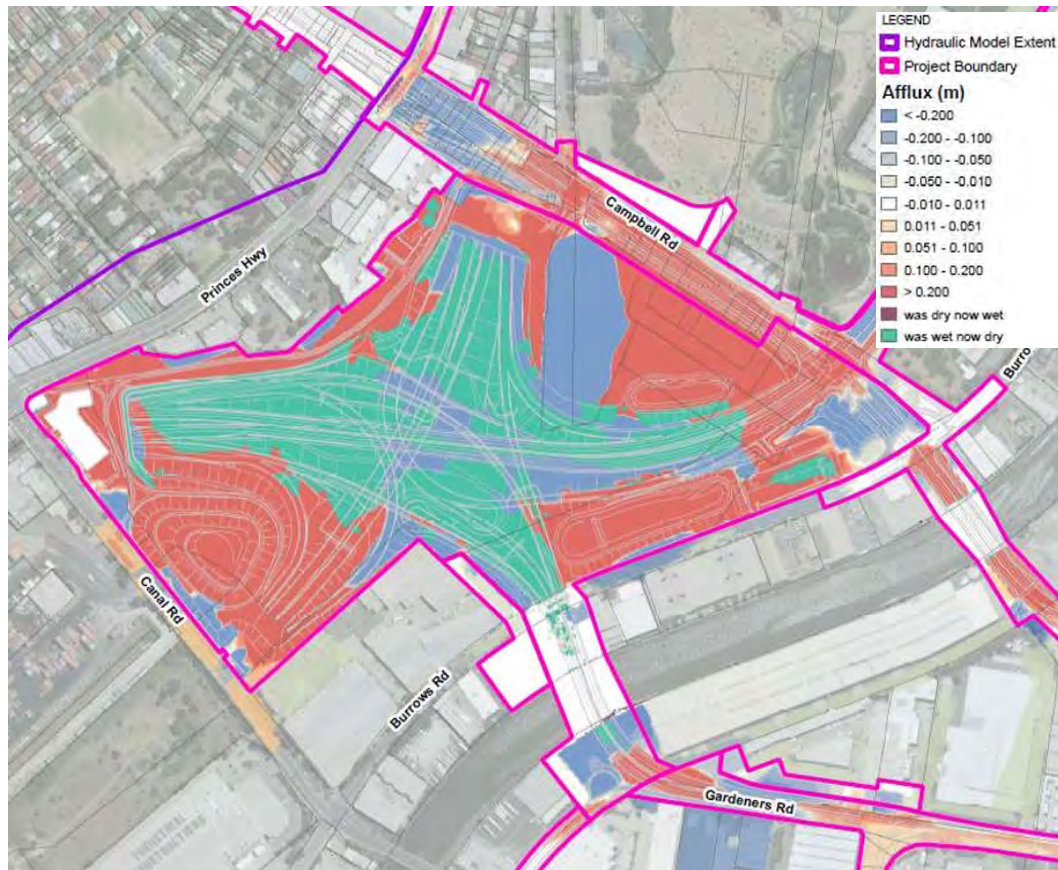 LEGEND
Hydraulic Model Extent
Project Boundary
Afflux (m)
< -0.200
-0.200 - -0.100
-0.100 - -0.050
-0.050 - -0.010
-0.010 - 0.011
0.011 - 0.051
0.051 - 0.100
0.100 - 0.200
> 0.200
was dry now wet
was wet now dry
Campbell Rd
Princes Hwy
Burro
Canal Rd
Burrows Rd
Gardeners Rd